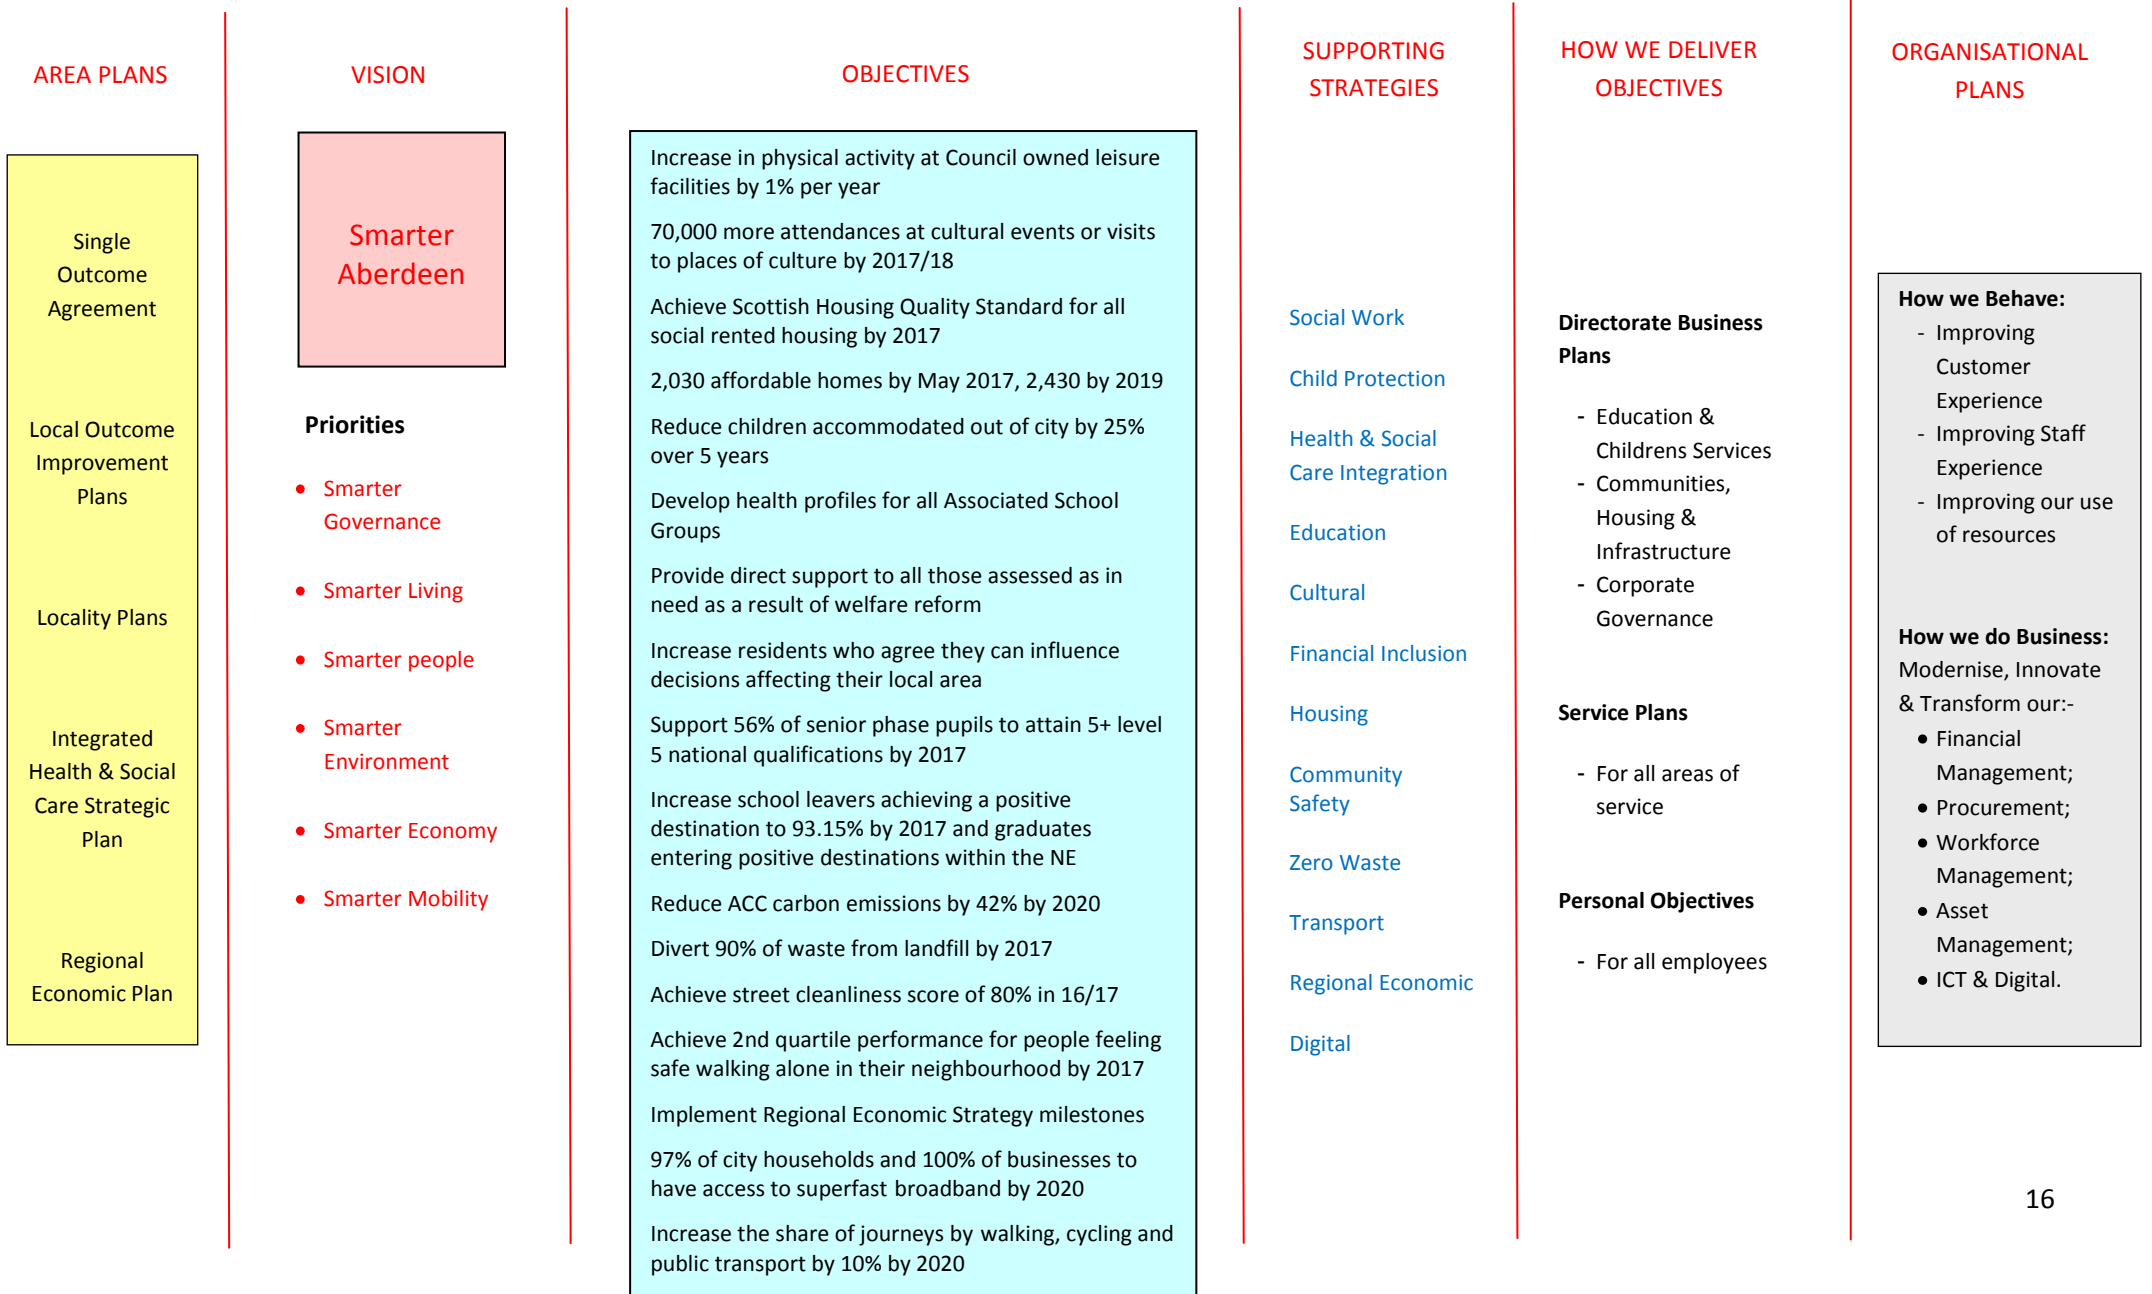 AREA PLANS
Single
Outcome
Agreement
Local Outcome
Improvement
Plans
Locality Plans
Integrated
Health & Social
Care Strategic
Plan
Regional
Economic Plan
VISION
Smarter
Aberdeen
Priorities
• Smarter
Governance
• Smarter Living
• Smarter people
• Smarter
Environment
• Smarter Economy
• Smarter Mobility
OBJECTIVES
Increase in physical activity at Council owned leisure
facilities by 1% per year
70,000 more attendances at cultural events or visits
to places of culture by 2017/18
Achieve Scottish Housing Quality Standard for all
social rented housing by 2017
2,030 affordable homes by May 2017, 2,430 by 2019
Reduce children accommodated out of city by 25%
over 5 years
Develop health profiles for all Associated School
Groups
Provide direct support to all those assessed as in
need as a result of welfare reform
Increase residents who agree they can influence
decisions affecting their local area
Support 56% of senior phase pupils to attain 5+ level
5 national qualifications by 2017
Increase school leavers achieving a positive
destination to 93.15% by 2017 and graduates
entering positive destinations within the NE
Reduce ACC carbon emissions by 42% by 2020
Divert 90% of waste from landfill by 2017
Achieve street cleanliness score of 80% in 16/17
Achieve 2nd quartile performance for people feeling
safe walking alone in their neighbourhood by 2017
Implement Regional Economic Strategy milestones
97% of city households and 100% of businesses to
have access to superfast broadband by 2020
Increase the share of journeys by walking, cycling and
public transport by 10% by 2020
SUPPORTING
STRATEGIES
Social Work
Child Protection
Health & Social
Care Integration
Education
Cultural
Financial Inclusion
Housing
Community
Safety
Zero Waste
Transport
Regional Economic
Digital
HOW WE DELIVER
OBJECTIVES
Directorate Business
Plans
- Education &
Childrens Services
- Communities,
Housing &
Infrastructure
- Corporate
Governance
Service Plans
- For all areas of
service
Personal Objectives
- For all employees
ORGANISATIONAL
PLANS
How we Behave:
- Improving
Customer
Experience
- Improving Staff
Experience
- Improving our use
of resources
How we do Business:
Modernise, Innovate
& Transform our:-
• Financial
Management;
• Procurement;
• Workforce
Management;
• Asset
Management;
• ICT & Digital.
16